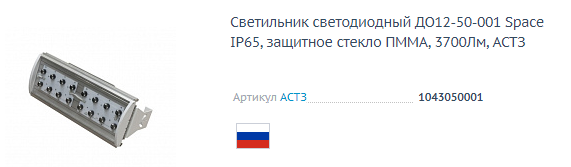 Светильник светодиодный ДО12-50-001 Space
IP65, защитное стекло ПММА, 3700Лм, АСТЗ
Артикул АСТЗ 1043050001